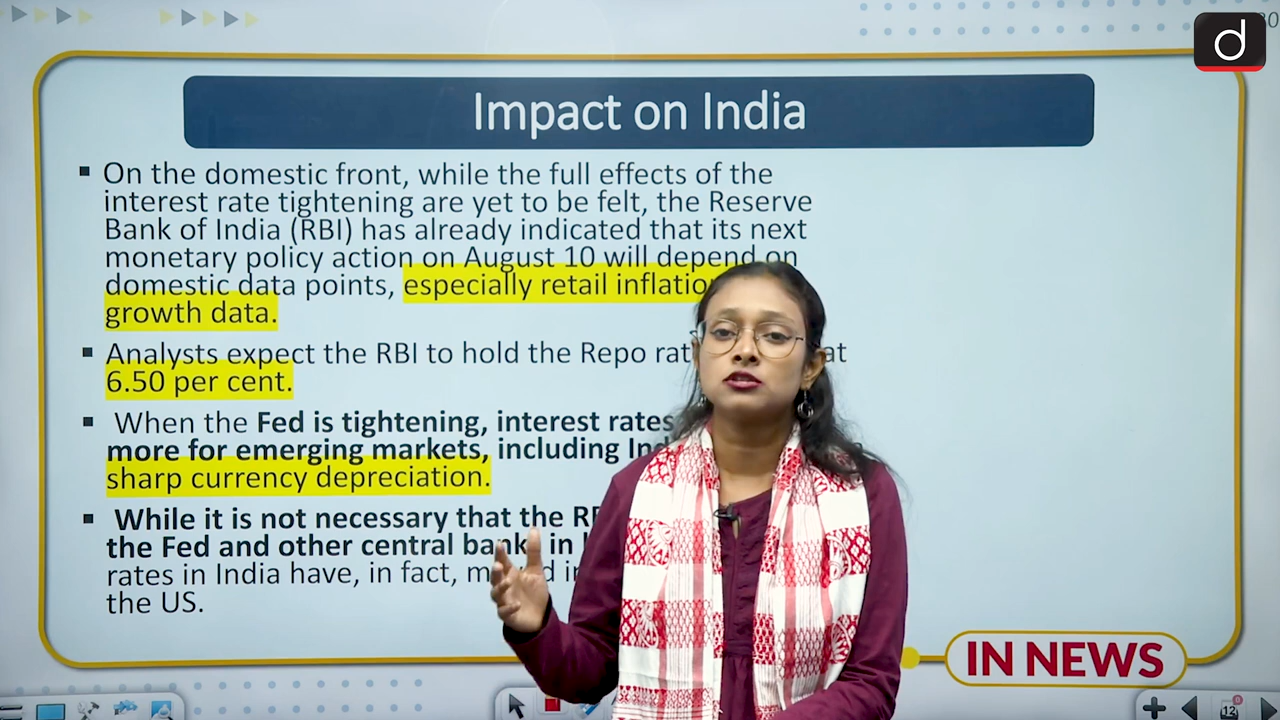 d
Impact on India
▪ On the domestic front, while the full effects of the
interest rate tightening are yet to be felt, the Reserve
Bank of India (RBI) has already indicated that its next
monetary policy action on August 10 will depend on
domestic data points, especially retail
growth data.
▪ Analysts expect the RBI to hold the Repo at
6.50 per cent.
▪ When the Fed is tightening, interest rates
more for emerging markets, including
sharp currency depreciation.
▪ While it is not necessary that the
the Fed and other central in
rates in India have, in fact,
the US.
IN NEWS
12